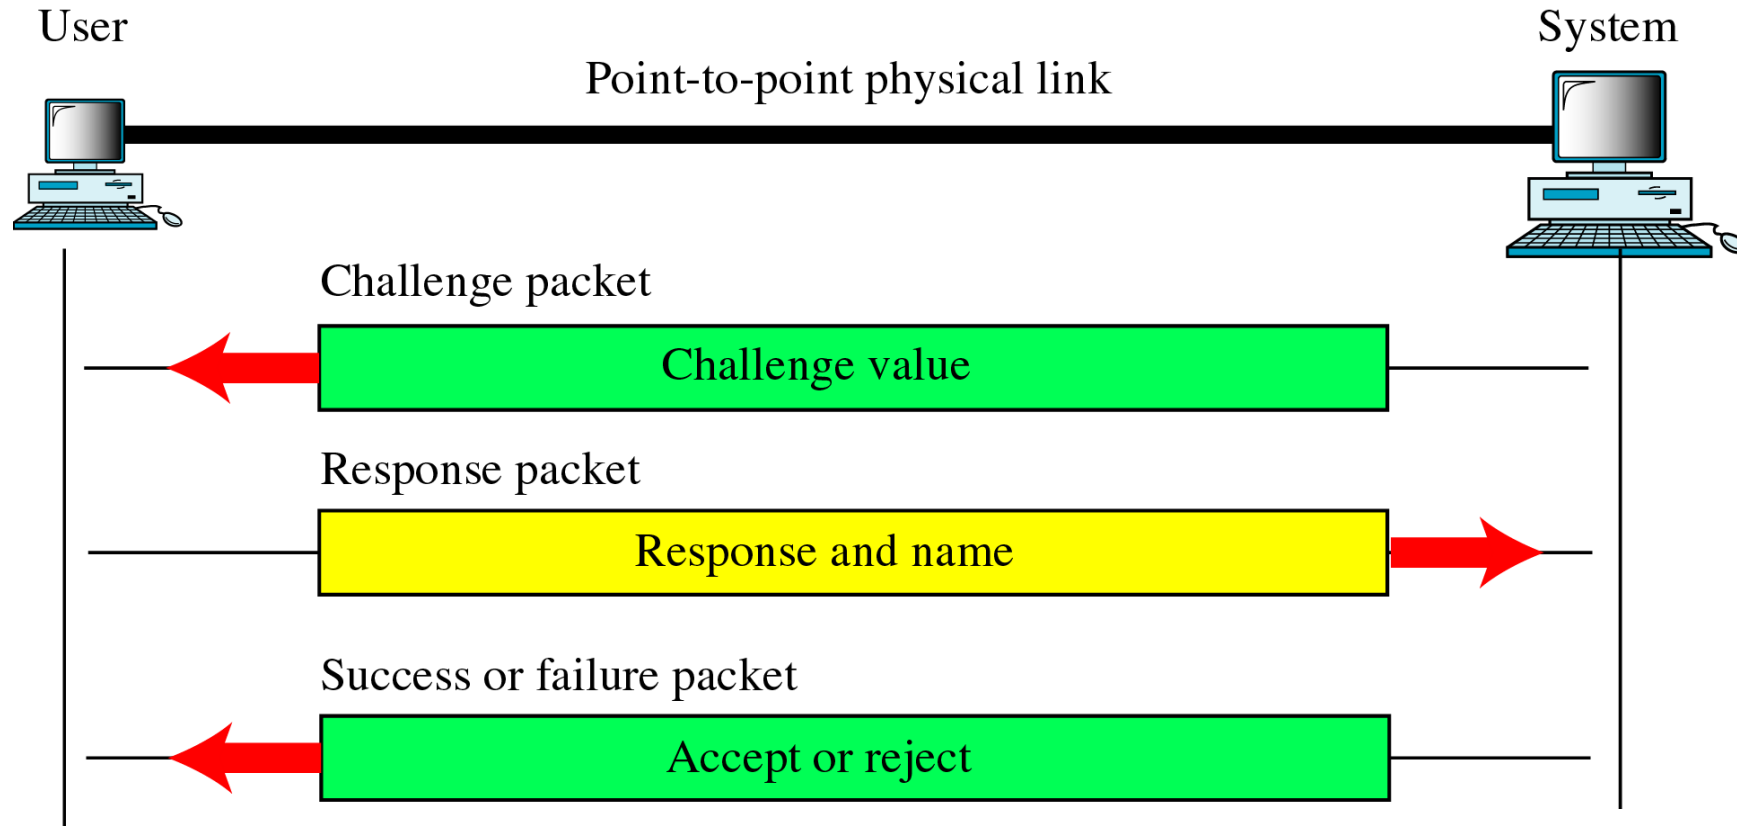 User
System
Point-to-point physical link
Challenge packet
Challenge value
Response packet
Response and name
Success or failure packet
Accept or reject